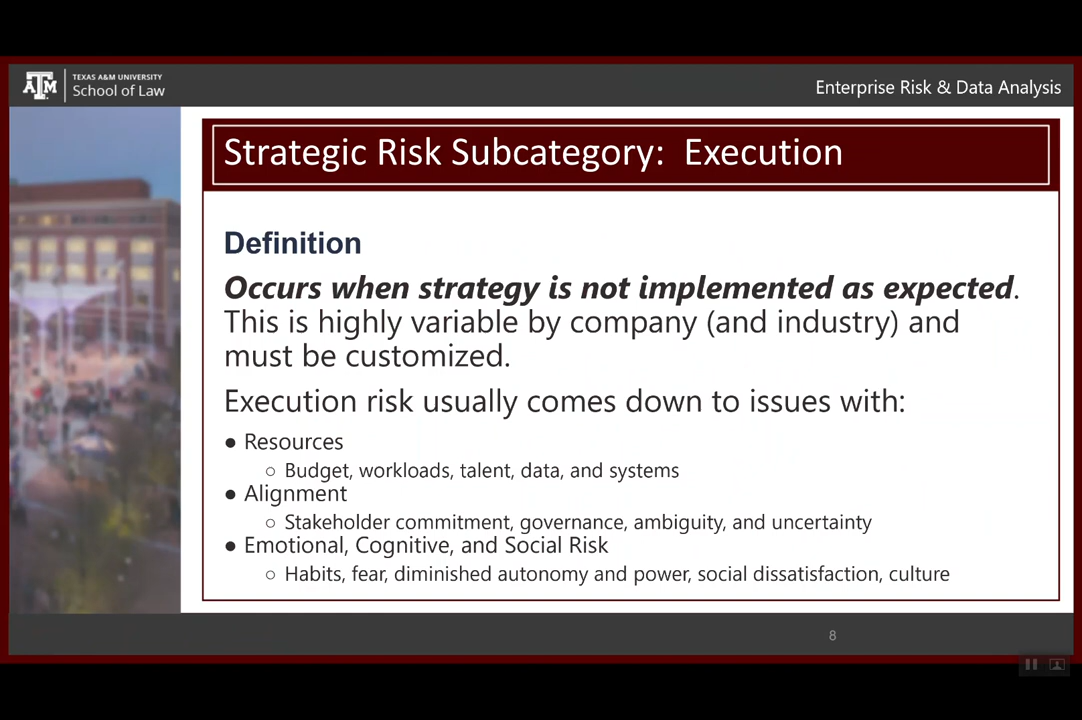 TEXAS A&M UNIVERSITY
School of Law
Enterprise Risk & Data Analysis
Strategic Risk Subcategory:  Execution
Definition
Occurs when strategy is not implemented as expected.
This is highly variable by company (and industry) and
must be customized.
Execution risk usually comes down to issues with:
● Resources
○ Budget, workloads, talent, data, and systems
● Alignment
○ Stakeholder commitment, governance, ambiguity, and uncertainty
● Emotional, Cognitive, and Social Risk
○ Habits, fear, diminished autonomy and power, social dissatisfaction, culture
8